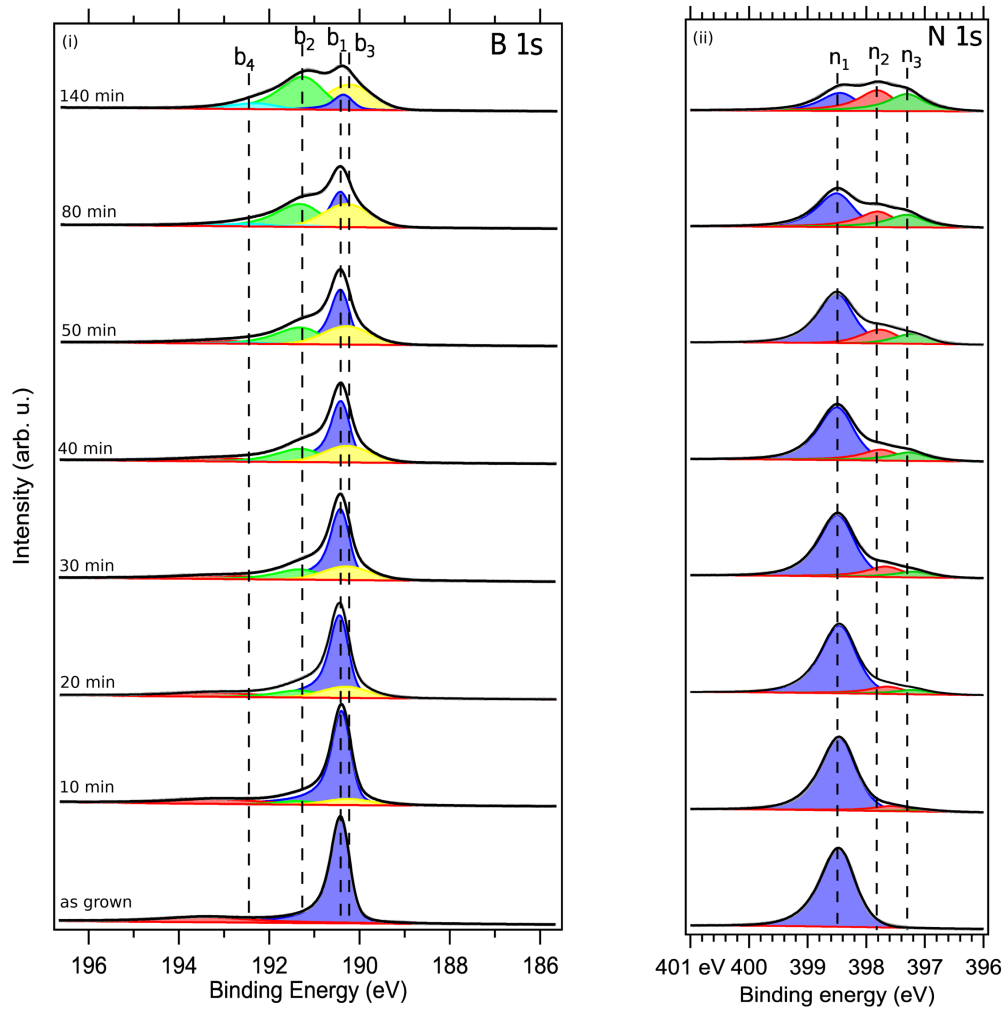 (i)
B 1s
b4
b2
b1
b3
140 min
80 min
50 min
40 min
30 min
20 min
10 min
as grown
Intensity (arb. u.)
196
194
192
190
188
186
Binding Energy (eV)
(ii)
N 1s
n1
n2
n3
401 eV
400
399
398
397
396
Binding energy (eV)